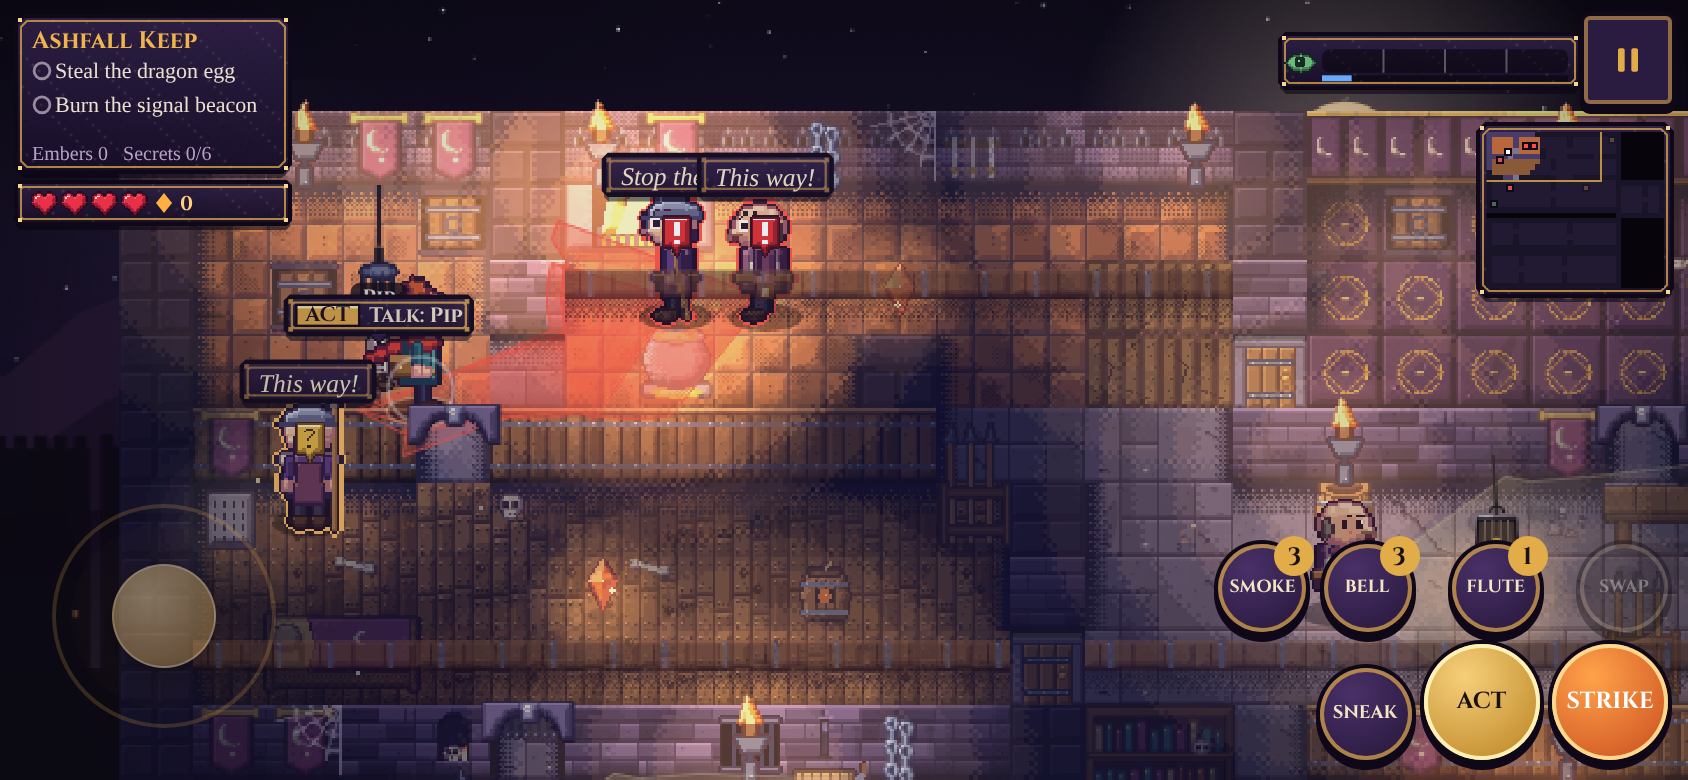 Ashfall Keep
Steal the dragon egg
Burn the signal beacon
Embers 0 Secrets 0/6
0
Stop the
This way!
!
!
ACT Talk: Pip
This way!
?
3
3
1
SMOKE
BELL
FLUTE
SWAP
SNEAK
ACT
STRIKE